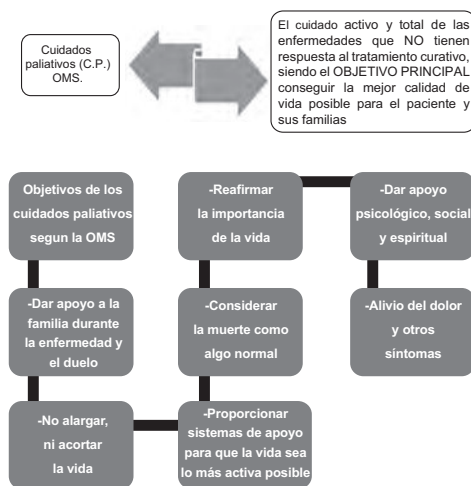 Cuidados
paliativos (C.P.)
OMS.
El cuidado activo y total de las
enfermedades que NO tienen
respuesta al tratamiento curativo,
siendo el OBJETIVO PRINCIPAL
conseguir la mejor calidad de
vida posible para el paciente y
sus familias
Objetivos de los
cuidados paliativos
segun la OMS
-Dar apoyo a la
familia durante
la enfermedad y
el duelo
-No alargar,
ni acortar
la vida
-Proporcionar
sistemas de apoyo
para que la vida sea
lo más activa posible
-Considerar
la muerte como
algo normal
-Reafirmar
la importancia
de la vida
-Dar apoyo
psicológico, social
y espiritual
-Alivio del dolor
y otros
sintomas